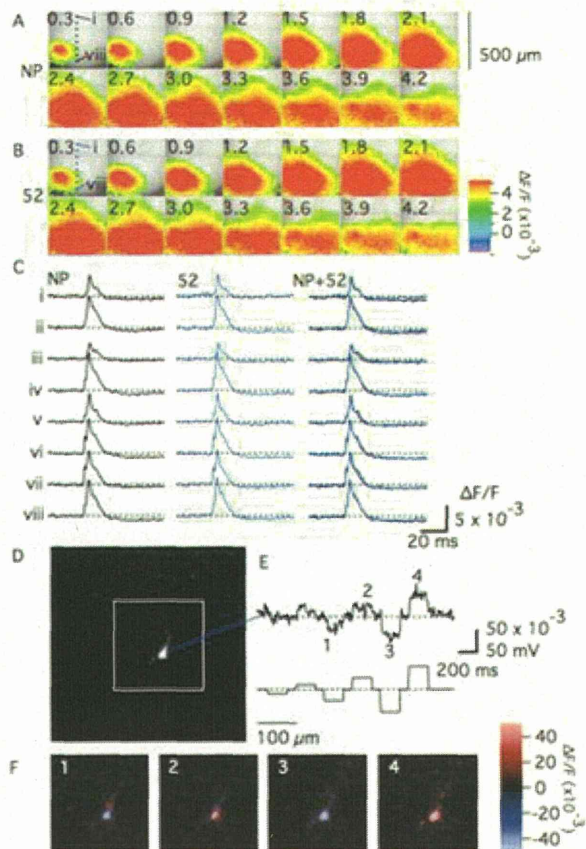 A
0.3 i viii 0.6 0.9 1.2 1.5 1.8 2.1
500 µm
NP
2.4 2.7 3.0 3.3 3.6 3.9 4.2
B
0.3 i 0.6 0.9 1.2 1.5 1.8 2.1
52
2.4 2.7 3.0 3.3 3.6 3.9 4.2
4
2
0
ΔF/F (x10⁻³)
C
NP 52 NP+52
i
ii
iii
iv
v
vi
vii
viii
ΔF/F
5 x 10⁻³
20 ms
D
E
1 2 3 4
50 x 10⁻³
50 mV
200 ms
100 µm
F
1 2 3 4
40
20
0
-20
-40
ΔF/F (x10⁻³)